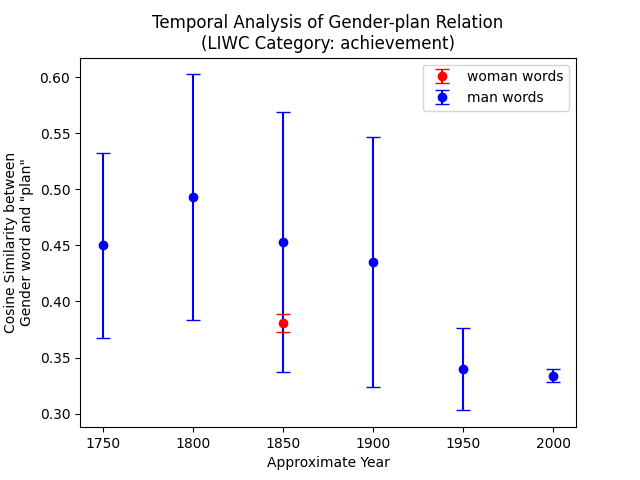 Temporal Analysis of Gender-plan Relation
(LIWC Category: achievement)
woman words
man words
Cosine Similarity between
Gender word and "plan"
0.60
0.55
0.50
0.45
0.40
0.35
0.30
1750 1800 1850 1900 1950 2000
Approximate Year